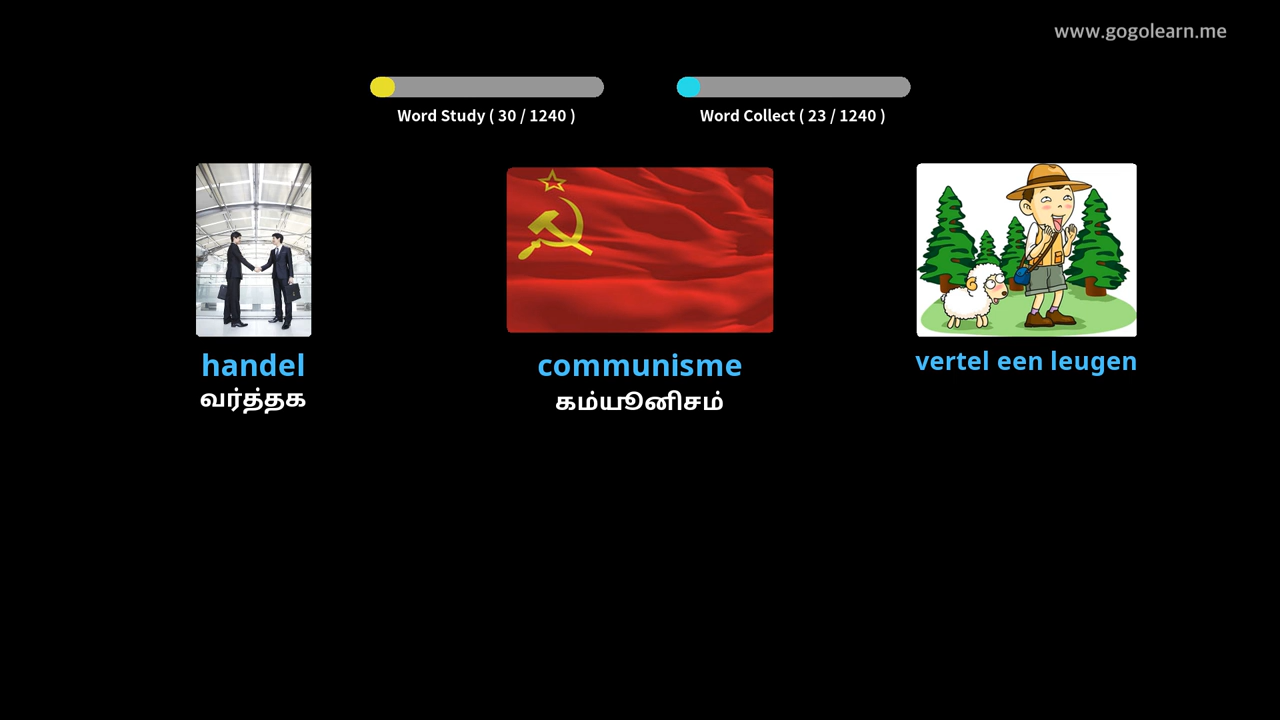 www.gogolearn.me
Word Study ( 30 / 1240 )
Word Collect ( 23 / 1240 )
handel
வர்த்தக
communisme
கம்யூனிசம்
vertel een leugen